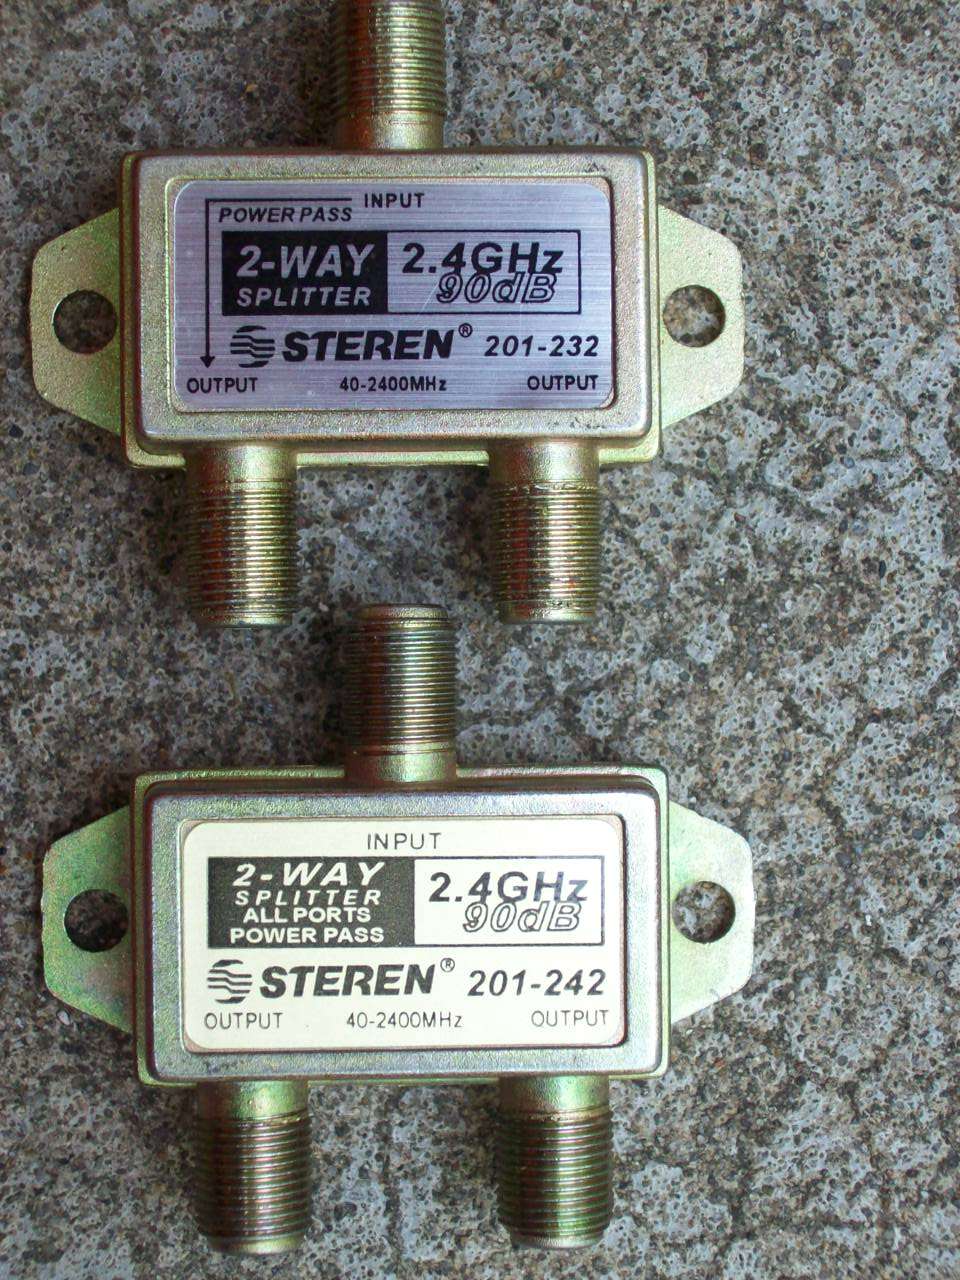 INPUT
POWER PASS
2-WAY 2.4GHz
SPLITTER 90dB
STEREN® 201-232
OUTPUT 40-2400MHz OUTPUT
INPUT
2-WAY 2.4GHz
SPLITTER 90dB
ALL PORTS
POWER PASS
STEREN® 201-242
OUTPUT 40-2400MHz OUTPUT